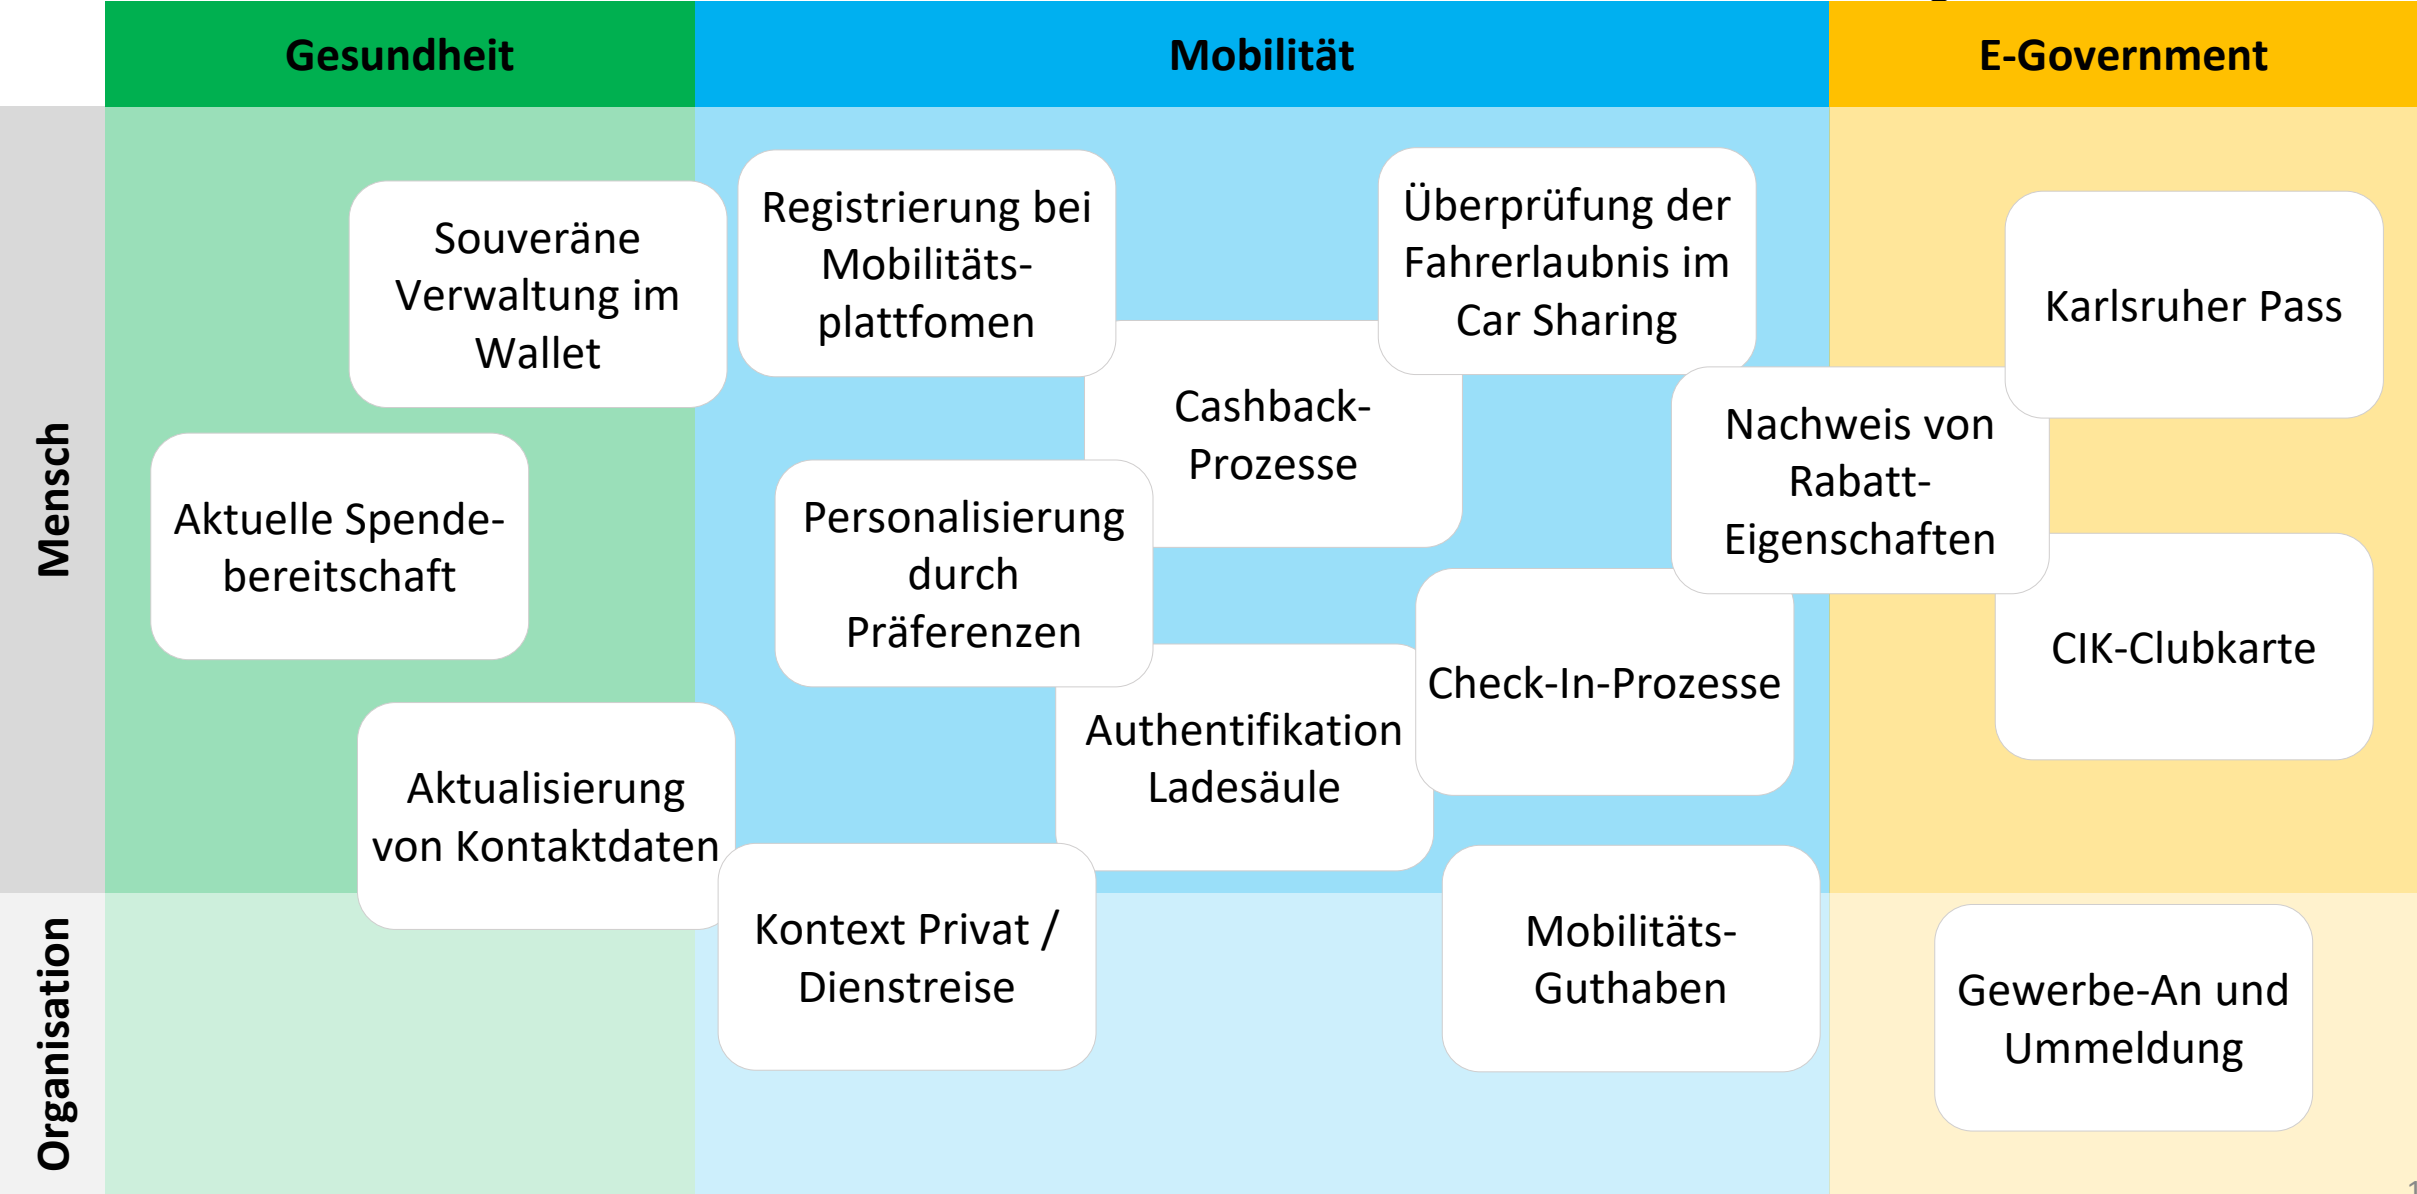 Gesundheit
Mobilität
E-Government
Mensch
Organisation
Souveräne
Verwaltung im
Wallet
Aktuelle Spende-
bereitschaft
Aktualisierung
von Kontaktdaten
Registrierung bei
Mobilitäts-
plattfomen
Überprüfung der
Fahrerlaubnis im
Car Sharing
Cashback-
Prozesse
Personalisierung
durch
Präferenzen
Nachweis von
Rabatt-
Eigenschaften
Authentifikation
Ladesäule
Check-In-Prozesse
Kontext Privat /
Dienstreise
Mobilitäts-
Guthaben
Karlsruher Pass
CIK-Clubkarte
Gewerbe-An und
Ummeldung